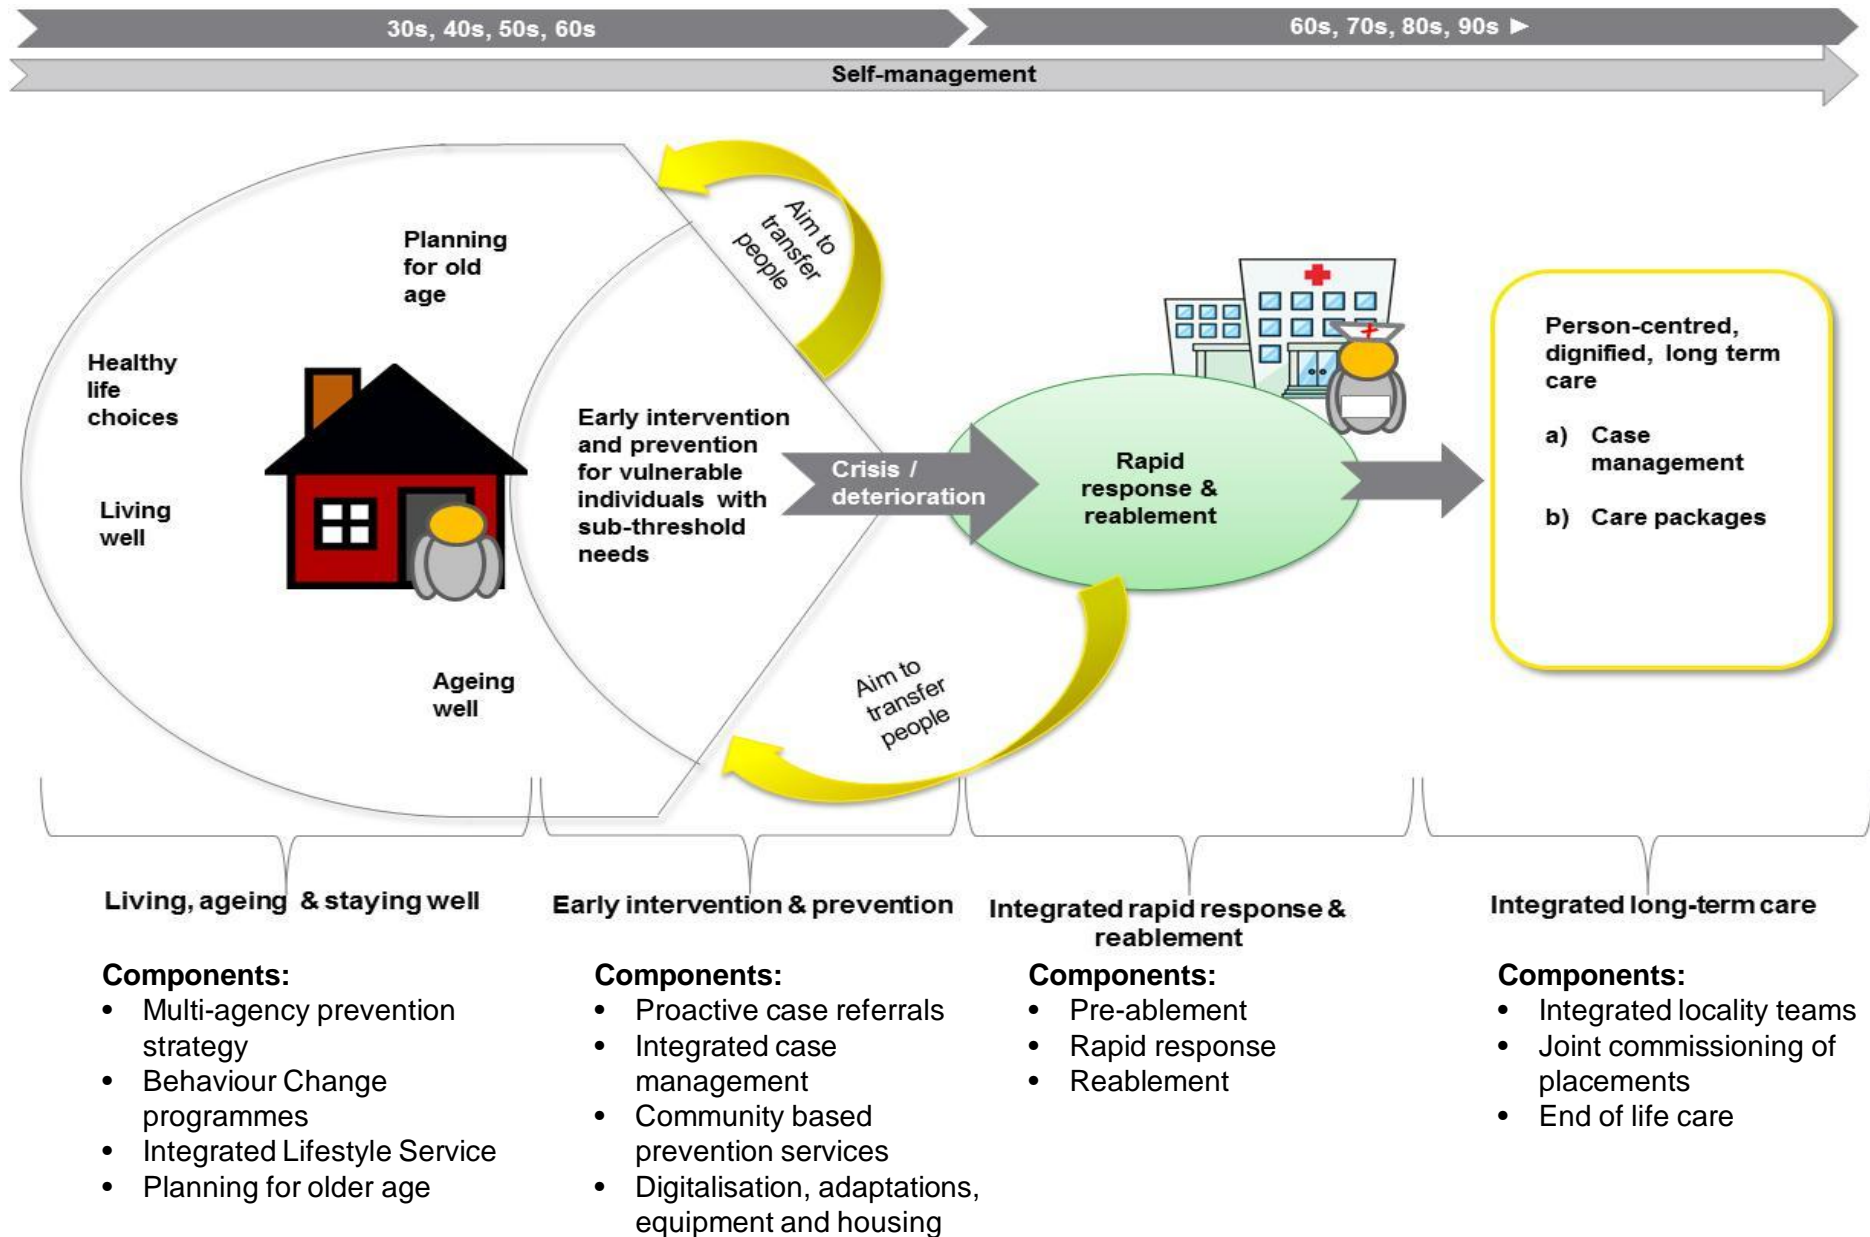 30s, 40s, 50s, 60s
60s, 70s, 80s, 90s ►
Self-management
Planning
for old
age
Healthy
life
choices
Living
well
Ageing
well
Early intervention
and prevention
for vulnerable
individuals with
sub-threshold
needs
Aim to
transfer
people
Crisis /
deterioration
Aim to
transfer
people
Rapid
response &
reablement
Person-centred,
dignified, long term
care
a) Case
management
b) Care packages
Living, ageing & staying well
Components:
• Multi-agency prevention
strategy
• Behaviour Change
programmes
• Integrated Lifestyle Service
• Planning for older age
Early intervention & prevention
Components:
• Proactive case referrals
• Integrated case
management
• Community based
prevention services
• Digitalisation, adaptations,
equipment and housing
Integrated rapid response &
reablement
Components:
• Pre-ablement
• Rapid response
• Reablement
Integrated long-term care
Components:
• Integrated locality teams
• Joint commissioning of
placements
• End of life care